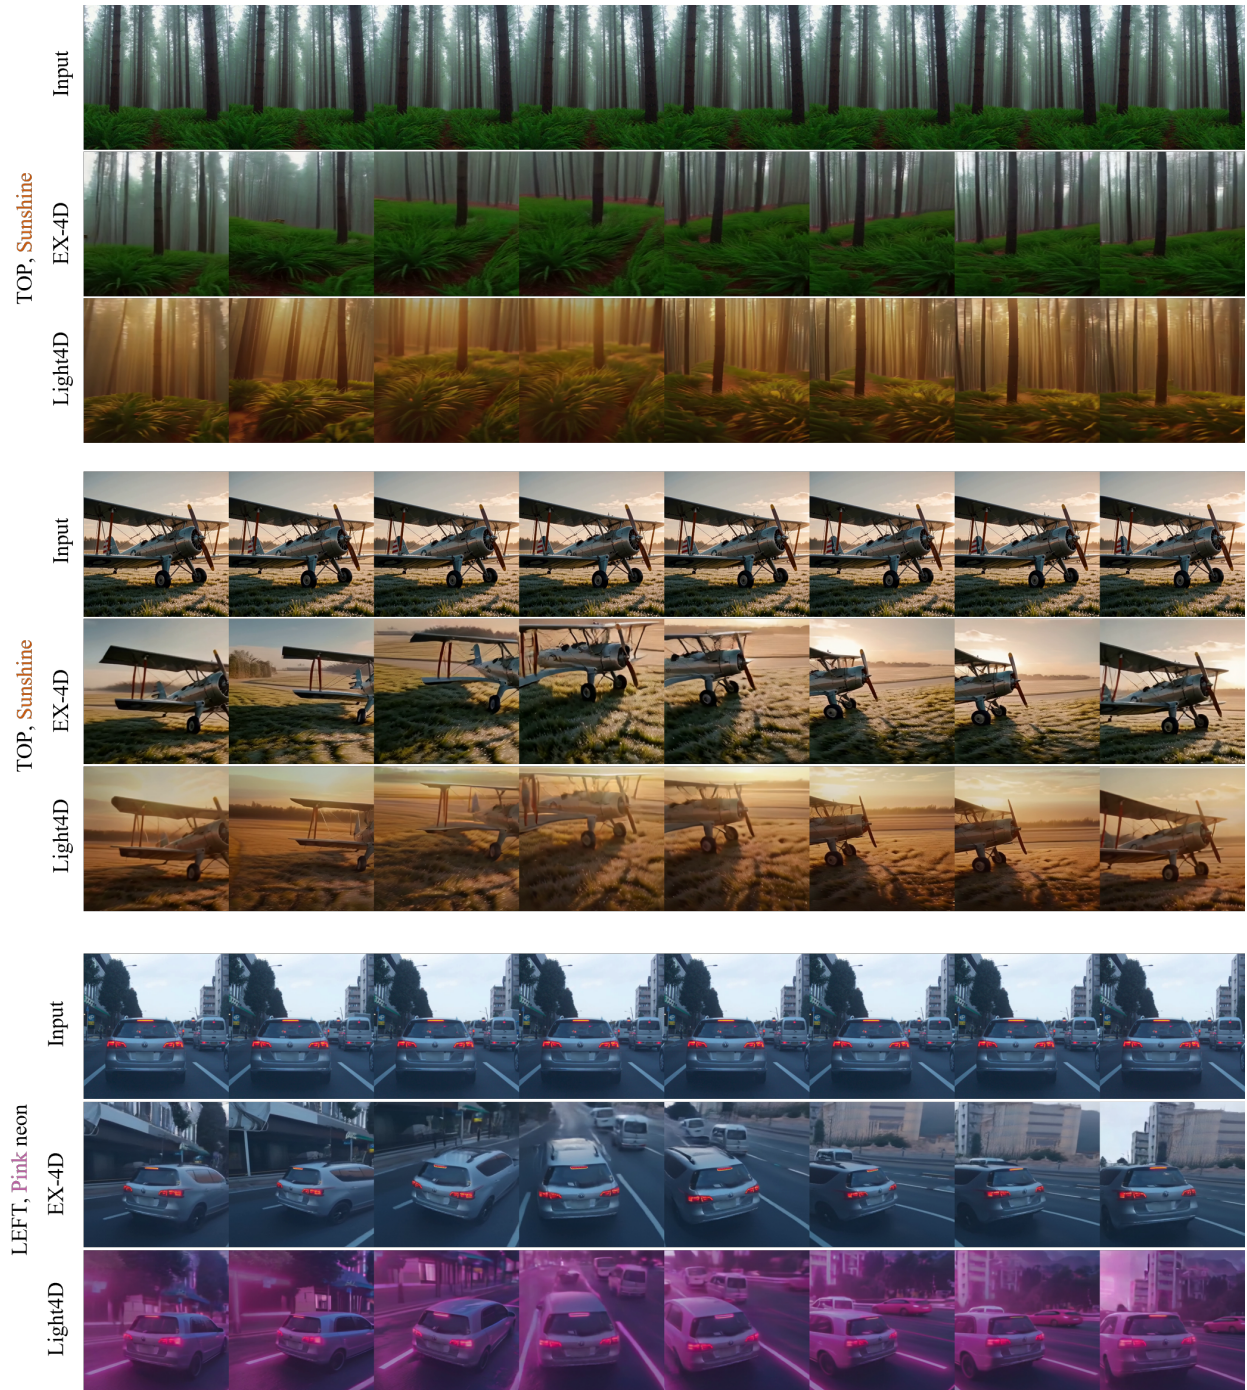 TOP, Sunshine
Input
EX-4D
Light4D
TOP, Sunshine
Input
EX-4D
Light4D
LEFT, Pink neon
Input
EX-4D
Light4D